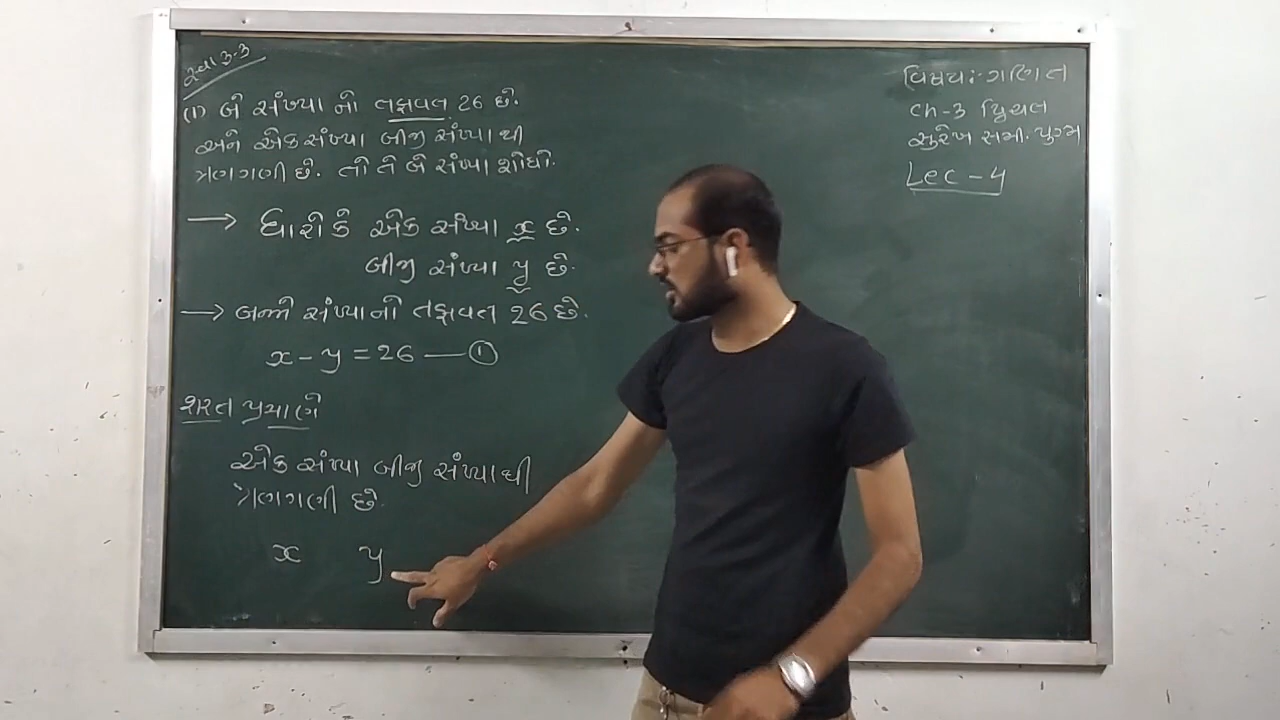 સ્વા 3.3
(1) બે સંખ્યા નો તફાવત 26 છે.
અને એક સંખ્યા બીજી સંખ્યા થી
ત્રણગણી છે. તો તે બે સંખ્યા શોધો.
→ ધારો કે એક સંખ્યા x છે.
બીજી સંખ્યા y છે.
→ બન્ને સંખ્યાનો તફાવત 26 છે.
x - y = 26 — ①
શરત પ્રમાણે
એક સંખ્યા બીજી સંખ્યાથી
ત્રણગણી છે
x y
વિષય:- ગણિત
ch-3 દ્વિચલ
સુરેખ સમી. યુગ્મ
Lec - 4